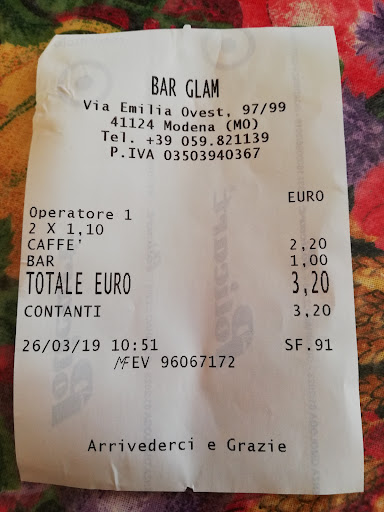 BAR GLAM
Via Emilia Ovest, 97/99
41124 Modena (MO)
Tel. +39 059.821139
P.IVA 03503940367
EURO
Operatore 1
2 X 1,10
CAFFE' 2,20
BAR 1,00
TOTALE EURO 3,20
CONTANTI 3,20
26/03/19 10:51 SF.91
MFEV 96067172
Arrivederci e Grazie